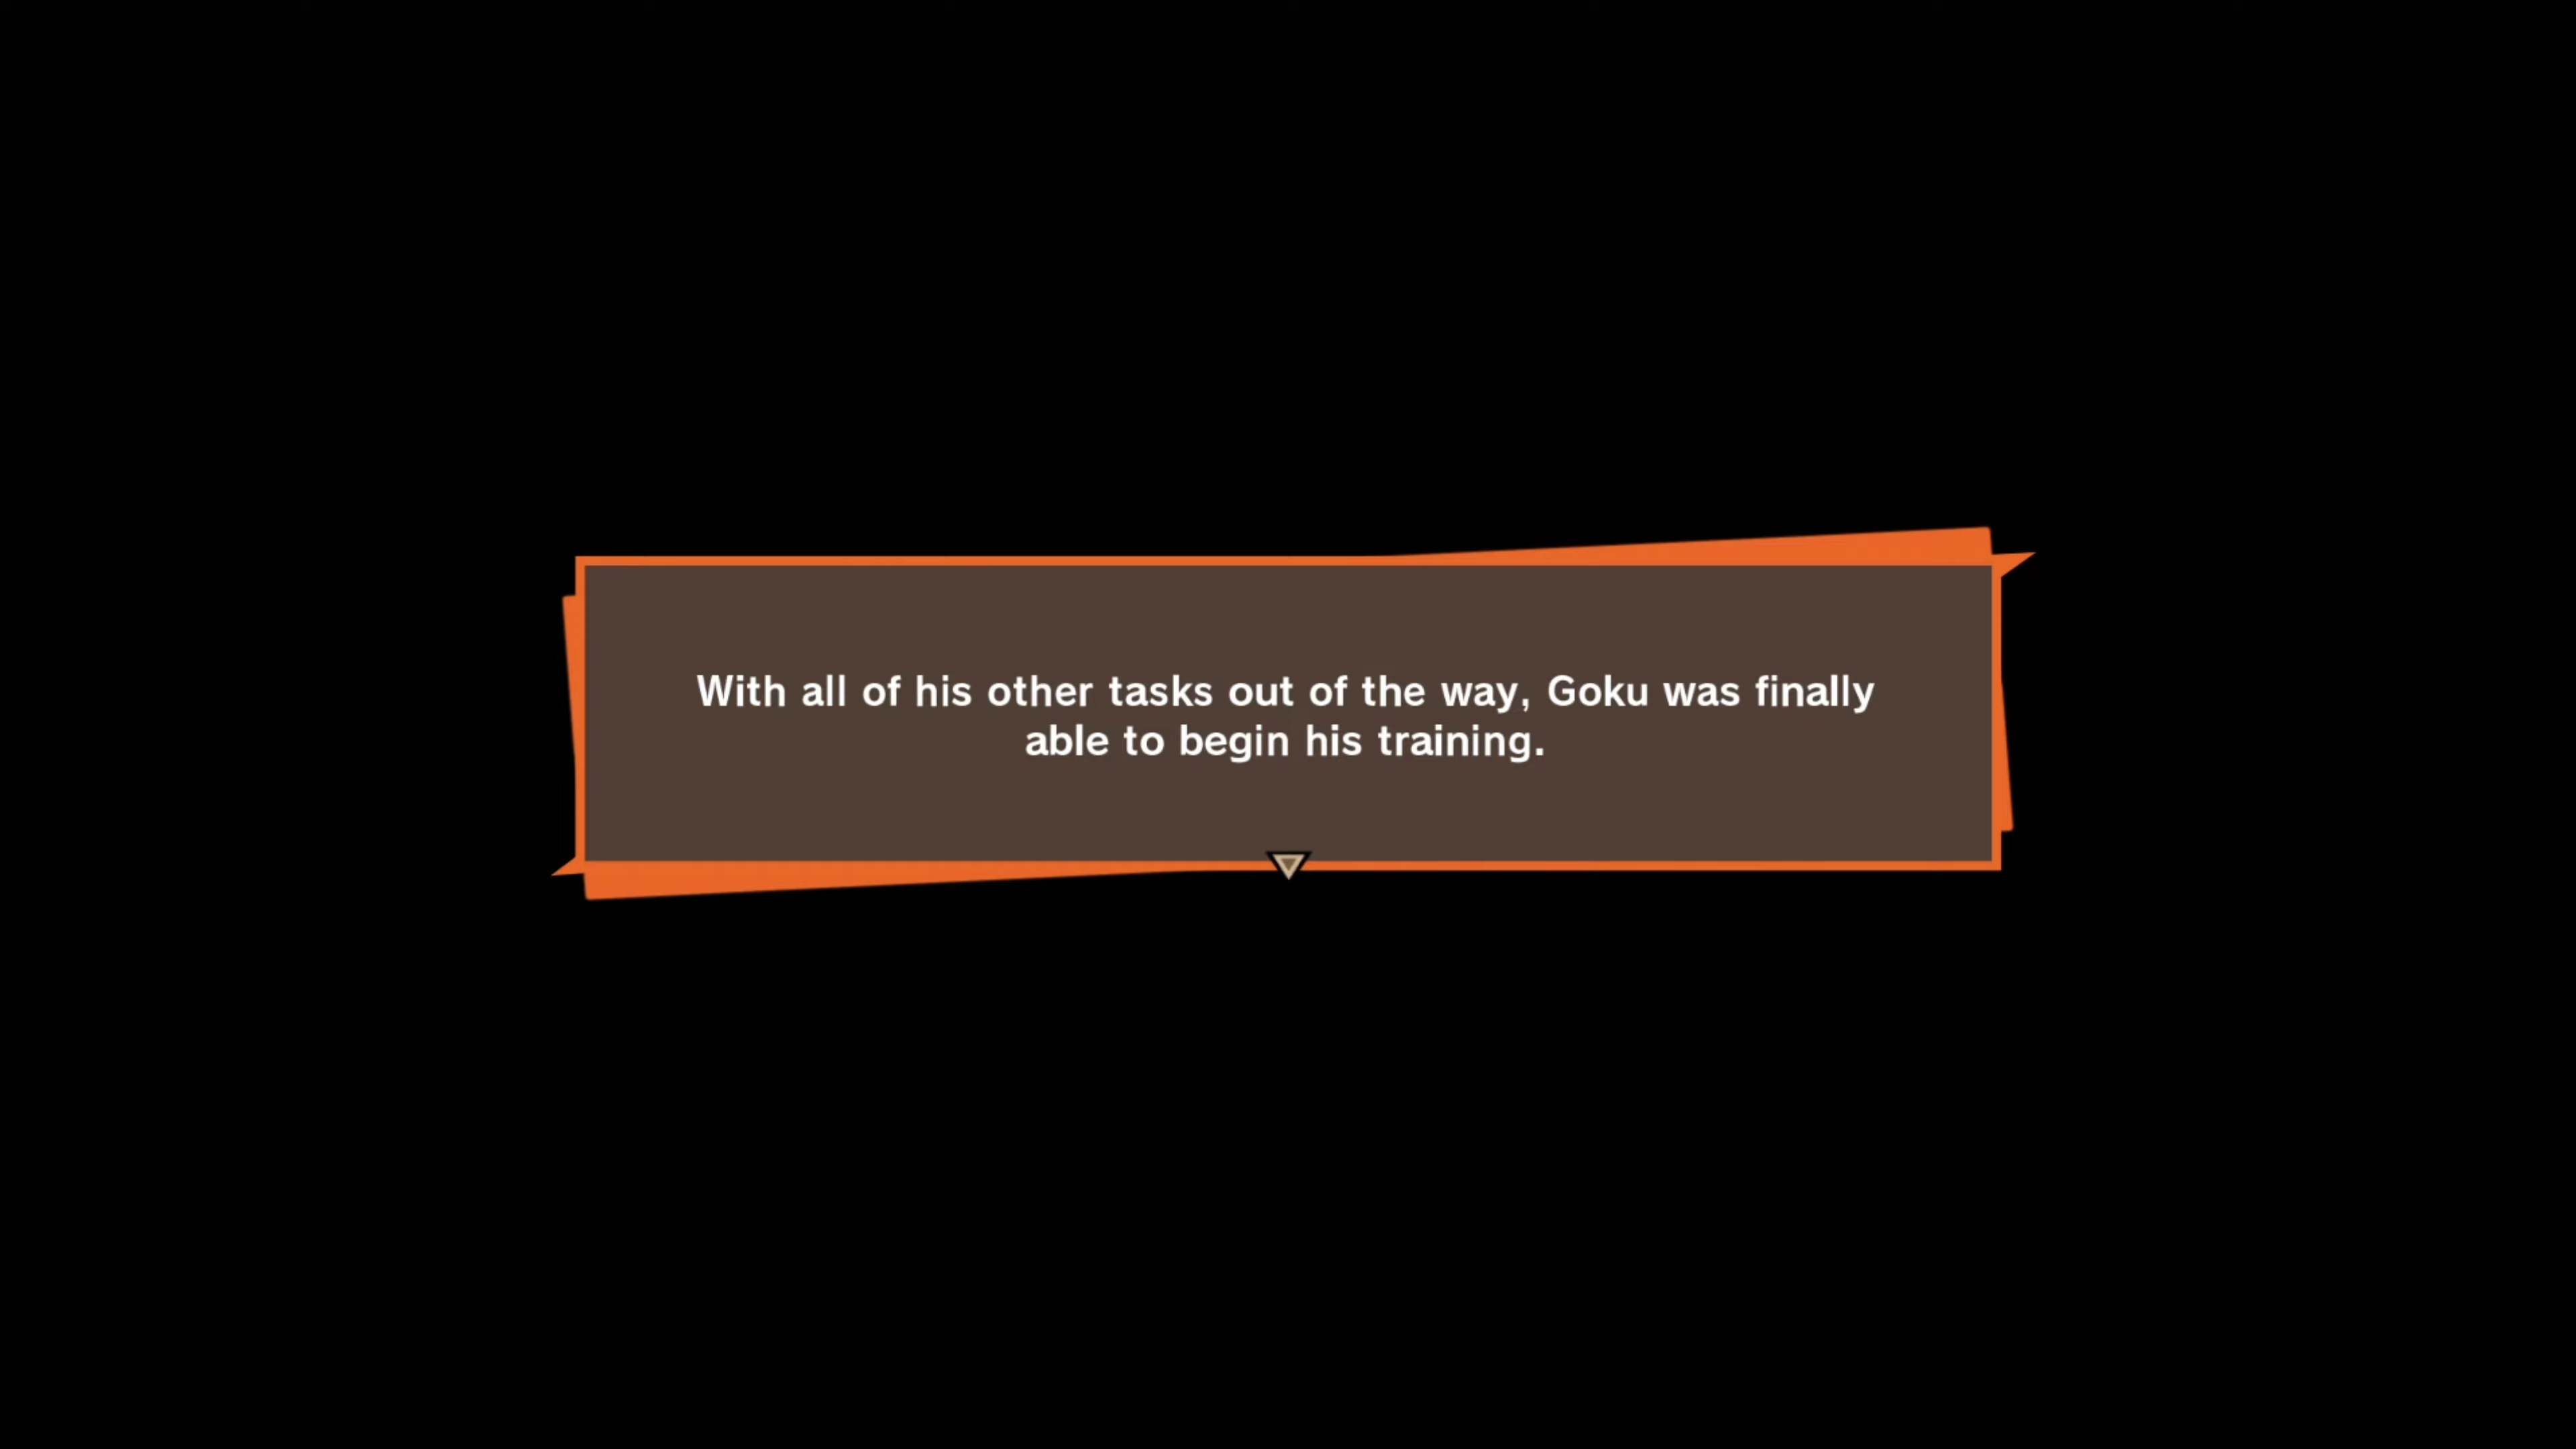 With all of his other tasks out of the way, Goku was finally
able to begin his training.